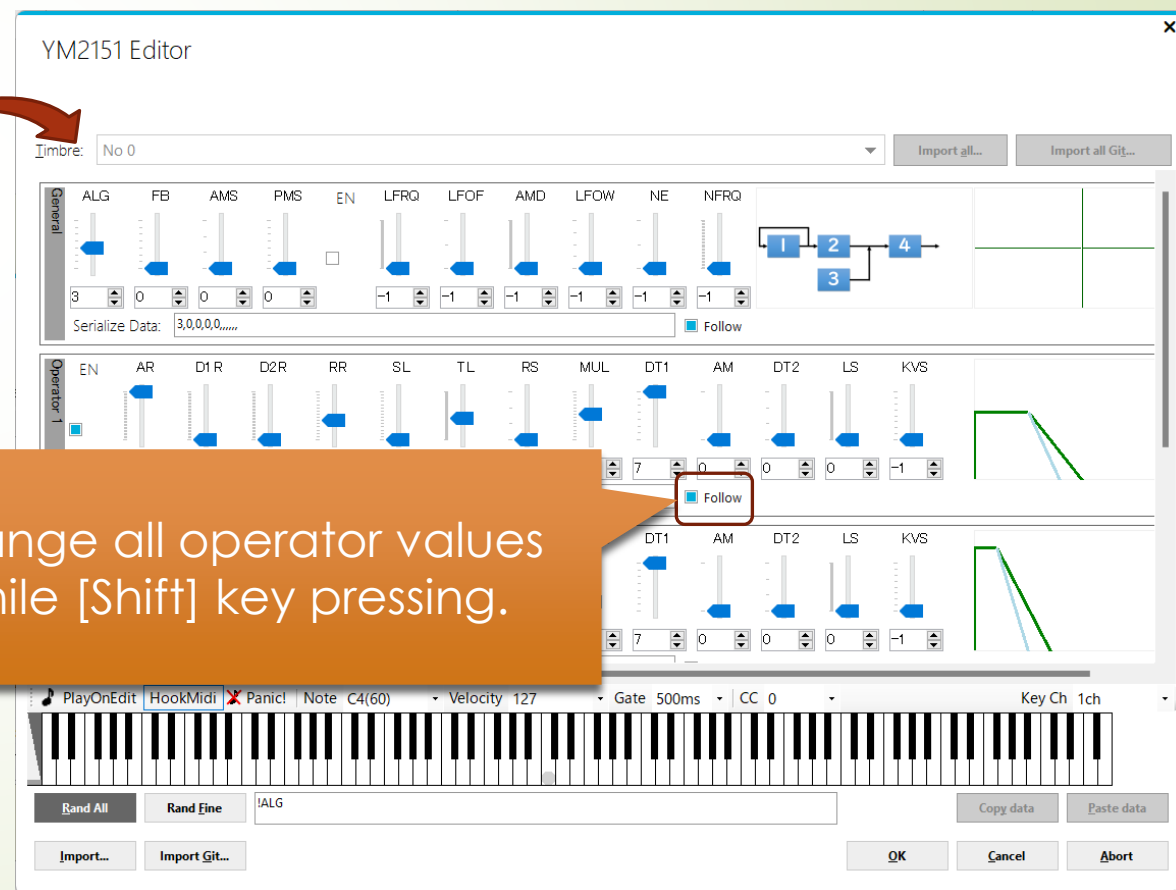 YM2151 Editor
Timbre: No 0 Import all... Import all Git...
General
ALG FB AMS PMS EN LFRQ LFOF AMD LFOW NE NFRQ
1 2 4
3
3 0 0 0 -1 -1 -1 -1 -1 -1
Serialize Data: 3,0,0,0,0,,,,,, Follow
Operator 1
EN AR D1R D2R RR SL TL RS MUL DT1 AM DT2 LS KVS
7 0 0 0 -1
Follow
ange all operator values
hile [Shift] key pressing.
DT1 AM DT2 LS KVS
7 0 0 0 -1
PlayOnEdit HookMidi Panic! Note C4(60) Velocity 127 Gate 500ms CC 0 Key Ch 1ch
Rand All Rand Fine !ALG Copy data Paste data
Import... Import Git... OK Cancel Abort